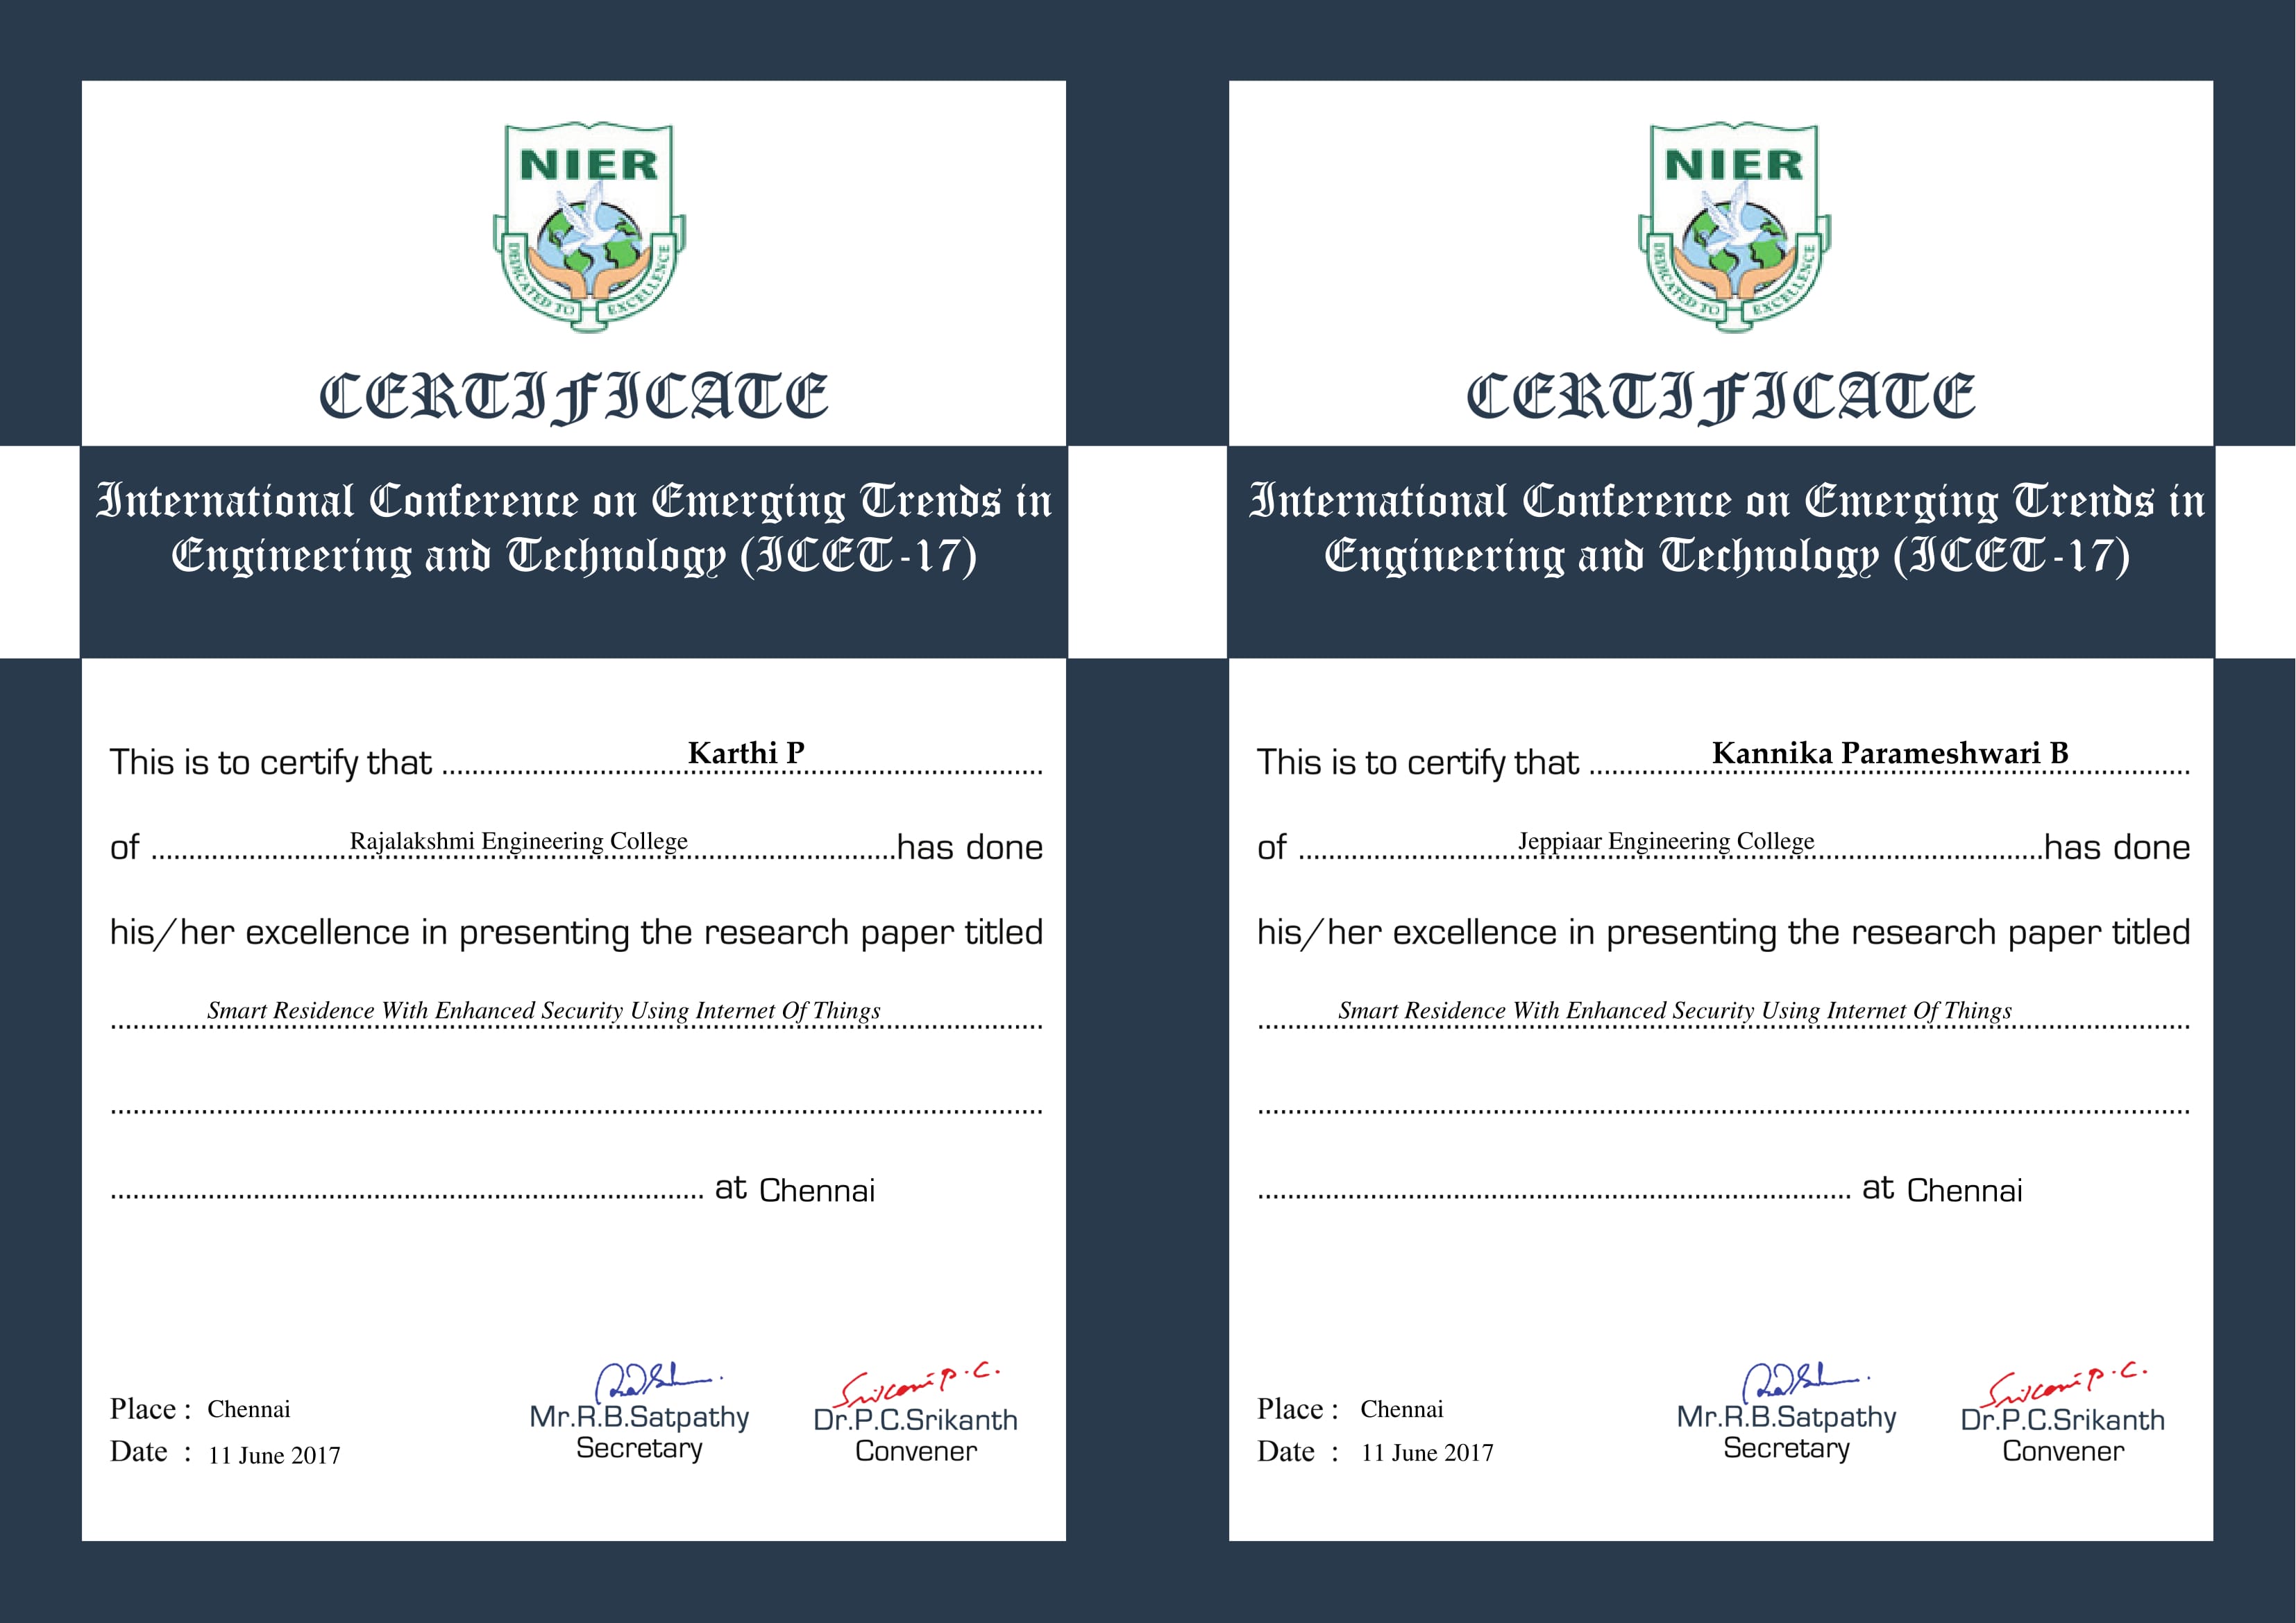 NIER
DEDICATED TO EXCELLENCE
CERTIFICATE
International Conference on Emerging Trends in
Engineering and Technology (ICET-17)
This is to certify that Karthi P
of Rajalakshmi Engineering College has done
his/her excellence in presenting the research paper titled
Smart Residence With Enhanced Security Using Internet Of Things
at Chennai
Place : Chennai
Date : 11 June 2017
Mr.R.B.Satpathy
Secretary
Srikanth P.C.
Dr.P.C.Srikanth
Convener
NIER
DEDICATED TO EXCELLENCE
CERTIFICATE
International Conference on Emerging Trends in
Engineering and Technology (ICET-17)
This is to certify that Kannika Parameshwari B
of Jeppiaar Engineering College has done
his/her excellence in presenting the research paper titled
Smart Residence With Enhanced Security Using Internet Of Things
at Chennai
Place : Chennai
Date : 11 June 2017
Mr.R.B.Satpathy
Secretary
Srikanth P.C.
Dr.P.C.Srikanth
Convener